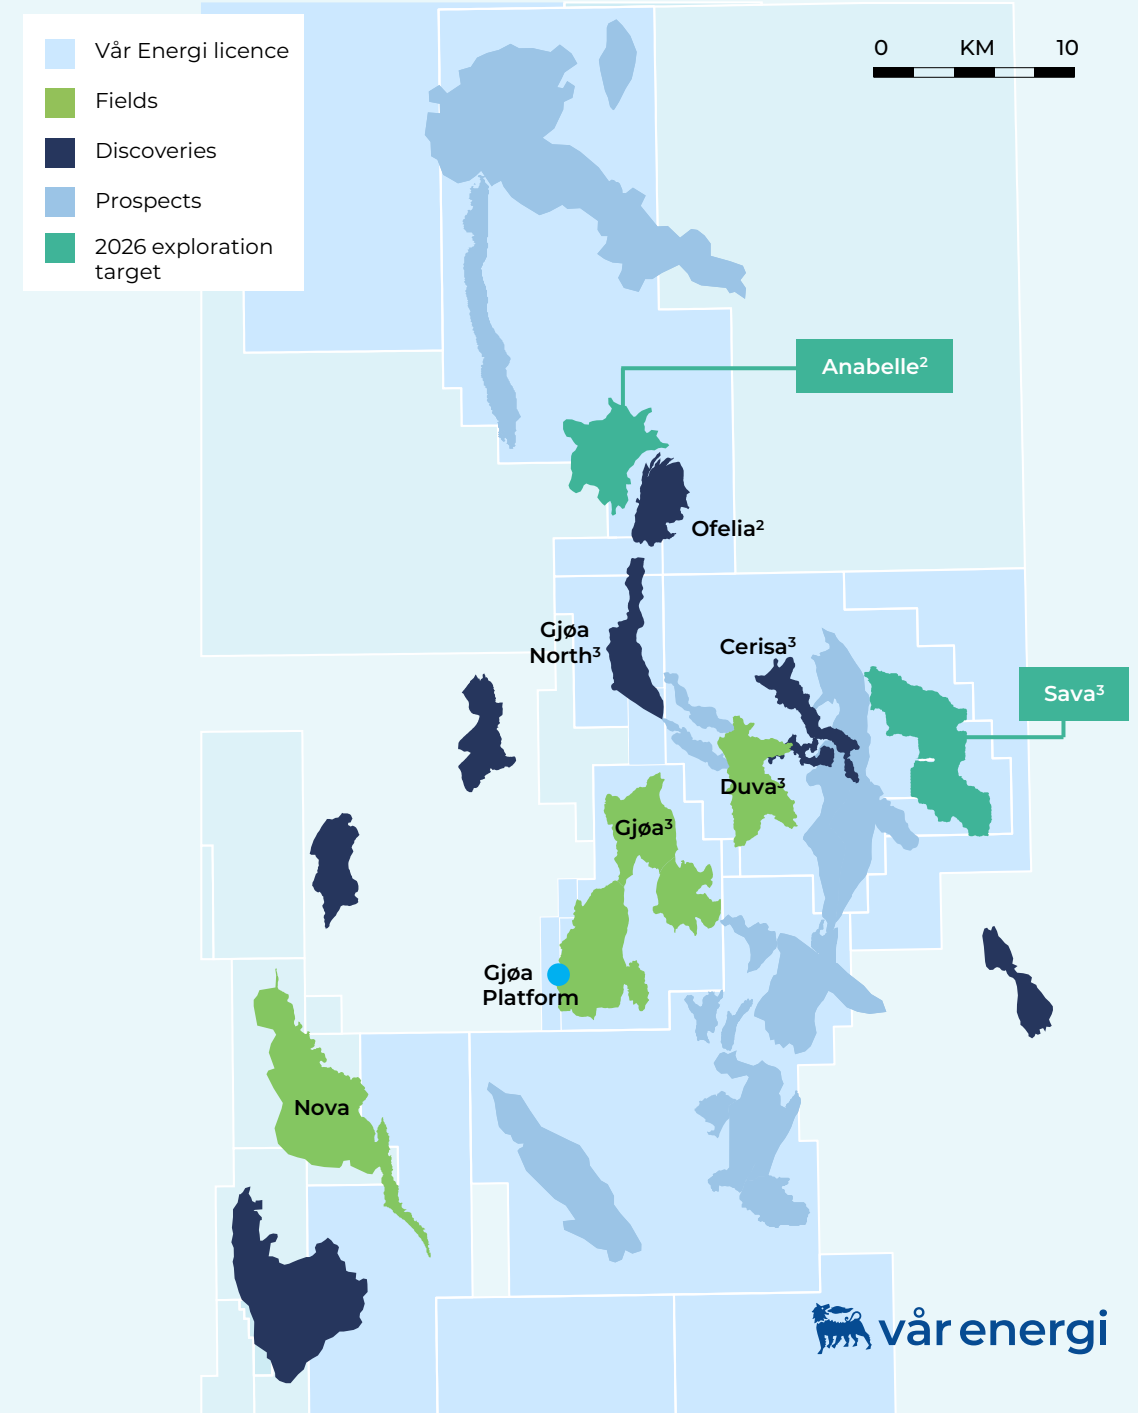 Vår Energi licence
Fields
Discoveries
Prospects
2026 exploration
target
0 KM 10
Anabelle²
Ofelia²
Gjøa
North³
Cerisa³
Sava³
Duva³
Gjøa³
Gjøa
Platform
Nova
vår energi